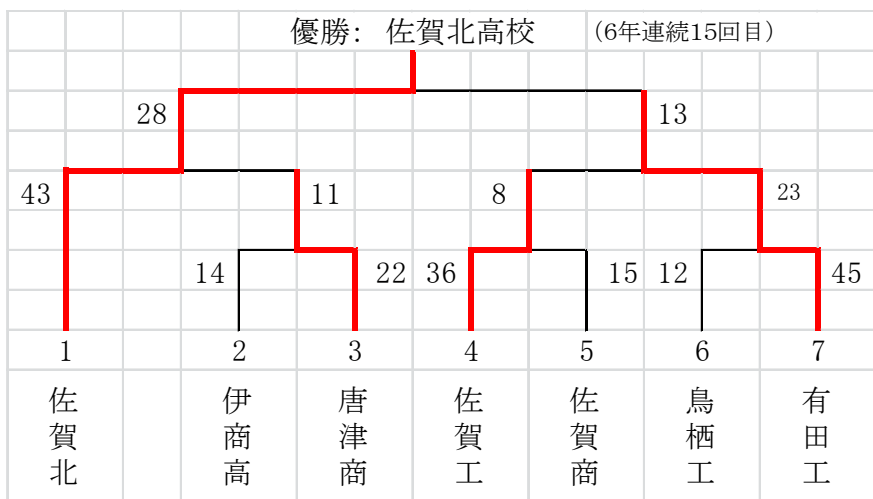 優勝： 佐賀北高校 （6年連続15回目）
28 13
43 11 8 23
14 22 36 15 12 45
1 2 3 4 5 6 7
佐賀北
伊商高
唐津商
佐賀工
佐賀商
鳥栖工
有田工